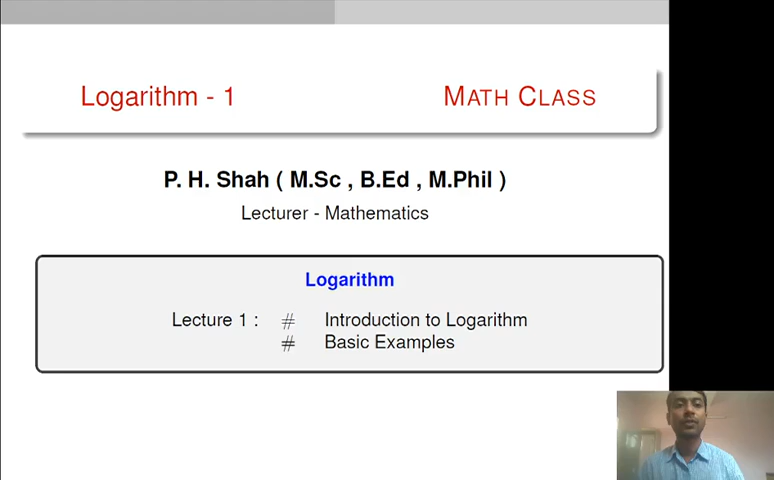 Logarithm - 1 MATH CLASS
P. H. Shah ( M.Sc , B.Ed , M.Phil )
Lecturer - Mathematics
Logarithm
Lecture 1 : # Introduction to Logarithm
# Basic Examples